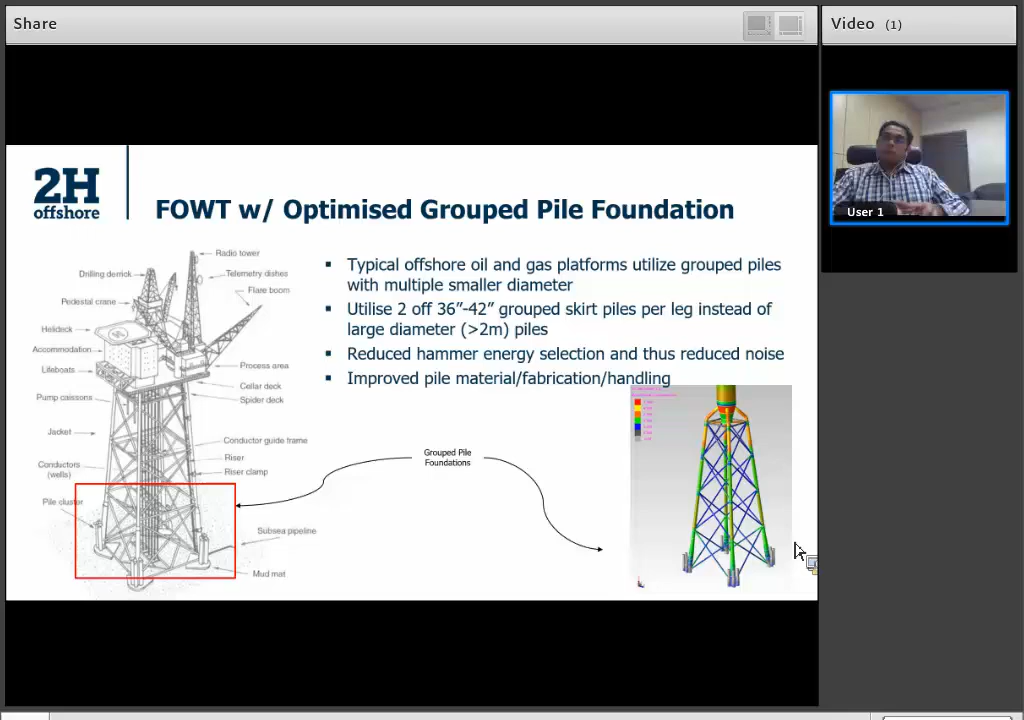 Share
Video (1)
User 1
2H
offshore
FOWT w/ Optimised Grouped Pile Foundation
▪ Typical offshore oil and gas platforms utilize grouped piles
with multiple smaller diameter
▪ Utilise 2 off 36”-42” grouped skirt piles per leg instead of
large diameter (>2m) piles
▪ Reduced hammer energy selection and thus reduced noise
▪ Improved pile material/fabrication/handling
Radio tower
Drilling derrick
Telemetry dishes
Flare boom
Pedestal crane
Helideck
Accommodation
Lifeboats
Process area
Cellar deck
Pump caissons
Spider deck
Jacket
Conductor guide frame
Riser
Conductors
(wells)
Riser clamp
Pile cluster
Subsea pipeline
Mud mat
Grouped Pile
Foundations